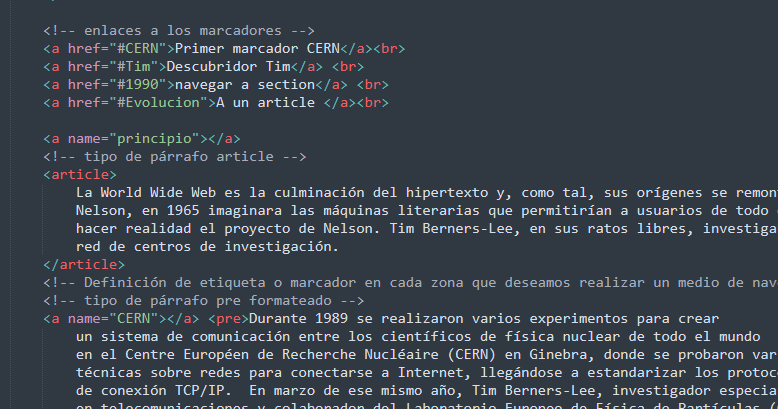 <!-- enlaces a los marcadores -->
<a href="#CERN">Primer marcador CERN</a><br>
<a href="#Tim">Descubridor Tim</a> <br>
<a href="#1990">navegar a section</a> <br>
<a href="#Evolucion">A un article </a><br>
<a name="principio"></a>
<!-- tipo de párrafo article -->
<article>
La World Wide Web es la culminación del hipertexto y, como tal, sus orígenes se remon
Nelson, en 1965 imaginara las máquinas literarias que permitirían a usuarios de todo
hacer realidad el proyecto de Nelson. Tim Berners-Lee, en sus ratos libres, investiga
red de centros de investigación.
</article>
<!-- Definición de etiqueta o marcador en cada zona que deseamos realizar un medio de nav
<!-- tipo de párrafo pre formateado -->
<a name="CERN"></a> <pre>Durante 1989 se realizaron varios experimentos para crear
un sistema de comunicación entre los científicos de física nuclear de todo el mundo
en el Centre Européen de Recherche Nucléaire (CERN) en Ginebra, donde se probaron var
técnicas sobre redes para conectarse a Internet, llegándose a estandarizar los protoc
de conexión TCP/IP.  En marzo de ese mismo año, Tim Berners-Lee, investigador especia
en telecomunicaciones y colaborador del Laboratorio Europeo de Física de Partículas